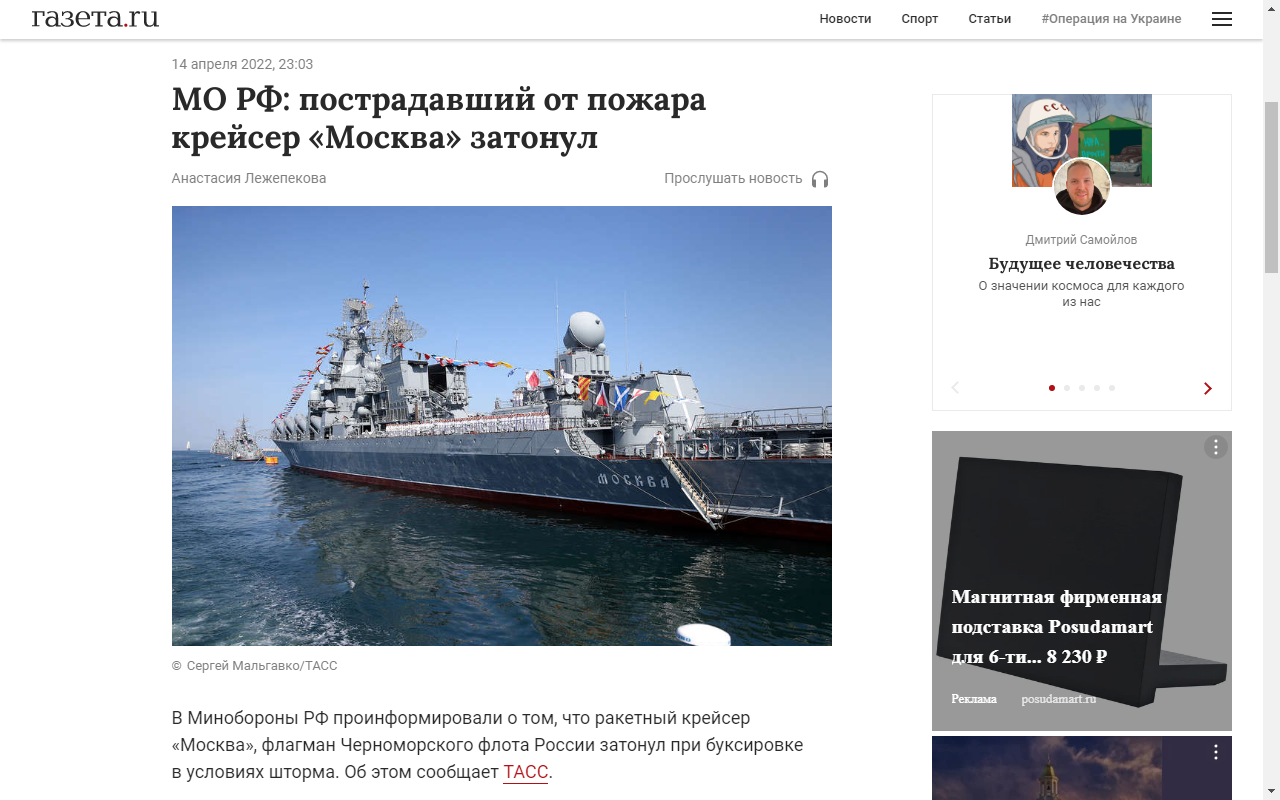 газета.ru
Новости
Спорт
Статьи
#Операция на Украине
14 апреля 2022, 23:03
МО РФ: пострадавший от пожара
крейсер «Москва» затонул
Анастасия Лежепекова
Прослушать новость
МОСКВА
© Сергей Мальгавко/ТАСС
В Минобороны РФ проинформировали о том, что ракетный крейсер
«Москва», флагман Черноморского флота России затонул при буксировке
в условиях шторма. Об этом сообщает ТАСС.
Дмитрий Самойлов
Будущее человечества
О значении космоса для каждого
из нас
Магнитная фирменная
подставка Posudamart
для 6-ти... 8 230 ₽
Реклама
posudamart.ru